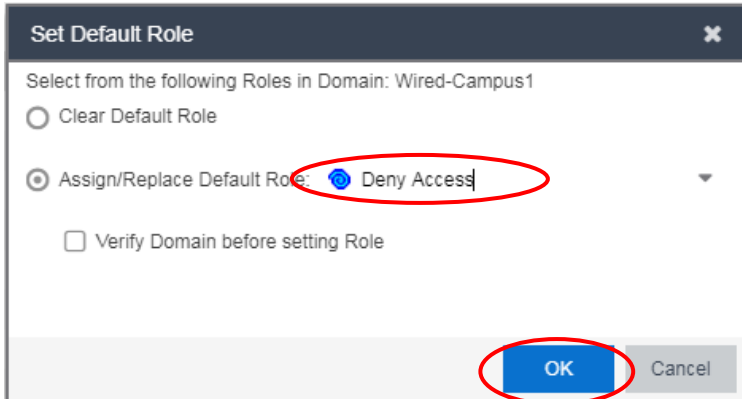 Set Default Role
Select from the following Roles in Domain: Wired-Campus1
Clear Default Role
Assign/Replace Default Role: Deny Access
Verify Domain before setting Role
OK Cancel